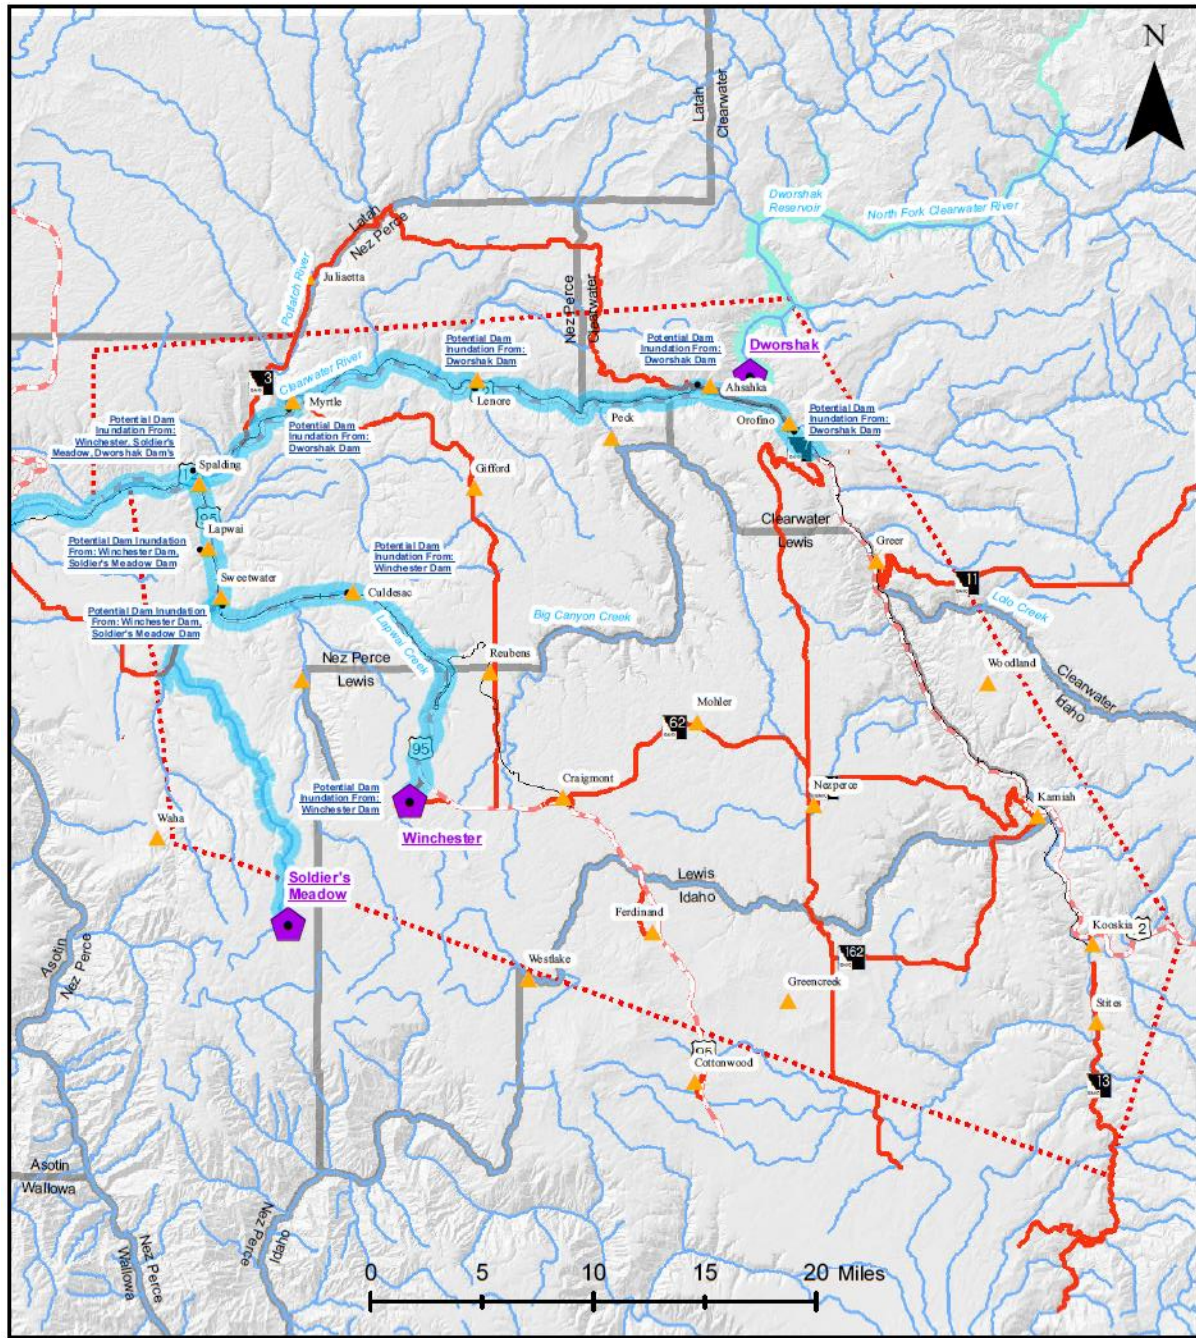 N
Latah
Clearwater
Dworshak
Reservoir
North Fork Clearwater River
Latah
Nez Perce
Juliaetta
Potlatch River
Nez Perce
Clearwater
Potential Dam
Inundation From:
Dworshak Dam
Potential Dam
Inundation From:
Dworshak Dam
Dworshak
3
Clearwater River
Myrtle
Lenore
Ahsahka
Peck
Orofino
Potential Dam
Inundation From:
Dworshak Dam
Potential Dam
Inundation From:
Winchester, Soldier's
Meadow, Dworshak Dam's
Potential Dam
Inundation From:
Dworshak Dam
Spalding
Gifford
95
Lapwai
Clearwater
Lewis
Potential Dam Inundation
From: Winchester Dam,
Soldier's Meadow Dam
Potential Dam
Inundation From:
Winchester Dam
Greer
11
Sweetwater
Culdesac
Potential Dam Inundation
From: Winchester Dam,
Soldier's Meadow Dam
Big Canyon Creek
Lolo Creek
Lapwai Creek
Nez Perce
Lewis
Reubens
Woodland
Clearwater
Idaho
Mohler
62
95
Potential Dam
Inundation From:
Winchester Dam
Craigmont
Nezperce
Kamiah
Waha
Winchester
Soldier's
Meadow
Lewis
Idaho
Ferdinand
Kooskia
12
162
Asotin
Nez Perce
Westlake
Greencreek
Stites
95
Cottonwood
13
Asotin
Wallowa
Nez Perce
Idaho
Nez Perce
Wallowa
0 5 10 15 20 Miles